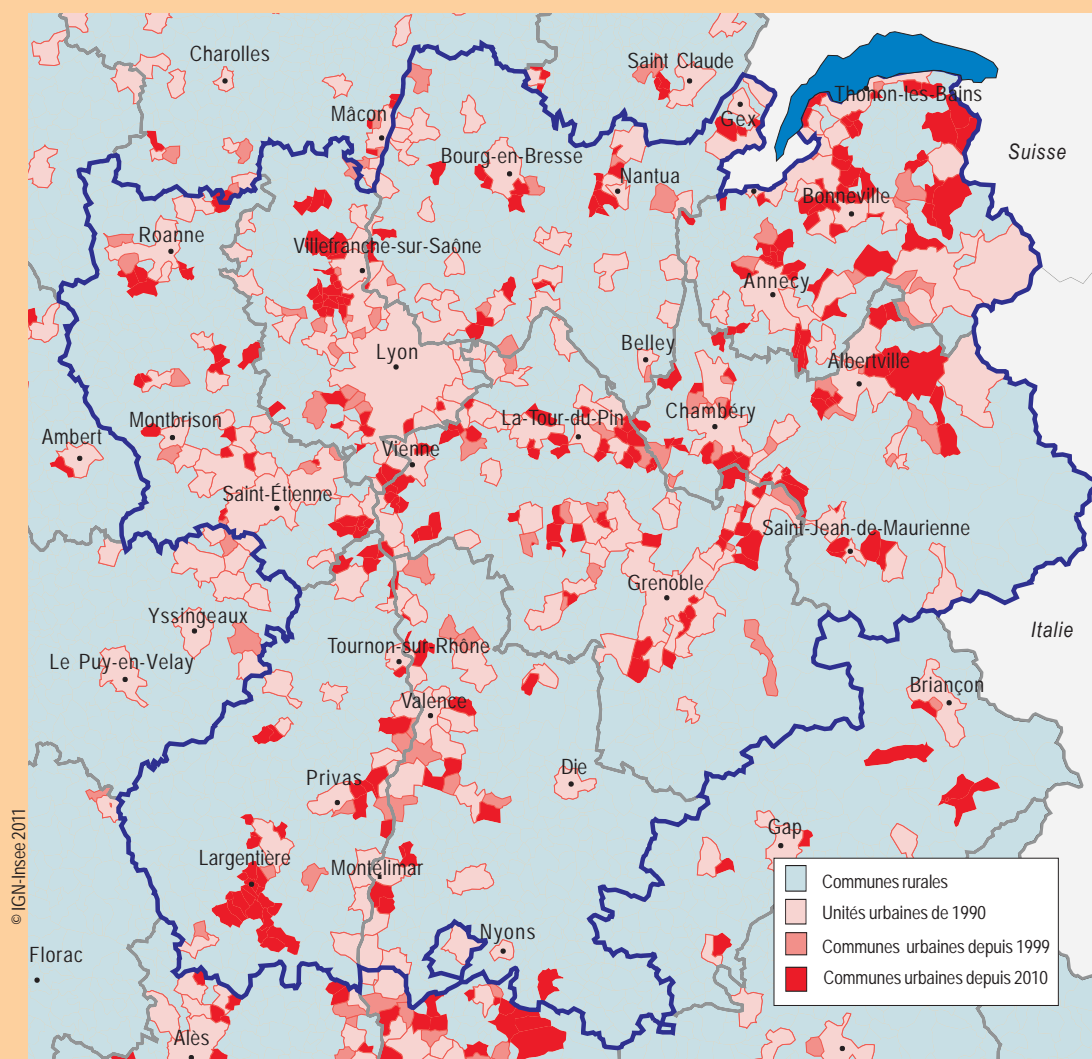 Charolles
Saint Claude
Thonon-les-Bains
Mâcon
Gex
Suisse
Bourg-en-Bresse
Nantua
Bonneville
Roanne
Villefranche-sur-Saône
Annecy
Lyon
Belley
Albertville
Montbrison
La-Tour-du-Pin
Chambéry
Ambert
Vienne
Saint-Étienne
Saint-Jean-de-Maurienne
Grenoble
Yssingeaux
Italie
Le Puy-en-Velay
Tournon-sur-Rhône
Briançon
Valence
Privas
Die
Gap
Largentière
Montélimar
Nyons
Florac
Alès
Communes rurales
Unités urbaines de 1990
Communes urbaines depuis 1999
Communes urbaines depuis 2010
© IGN-Insee 2011